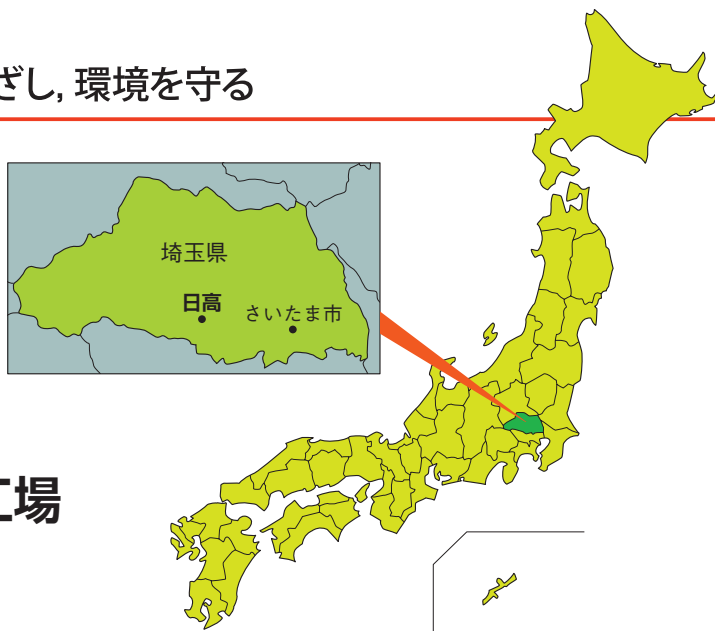 ざし, 環境を守る
埼玉県
日高
さいたま市
工場